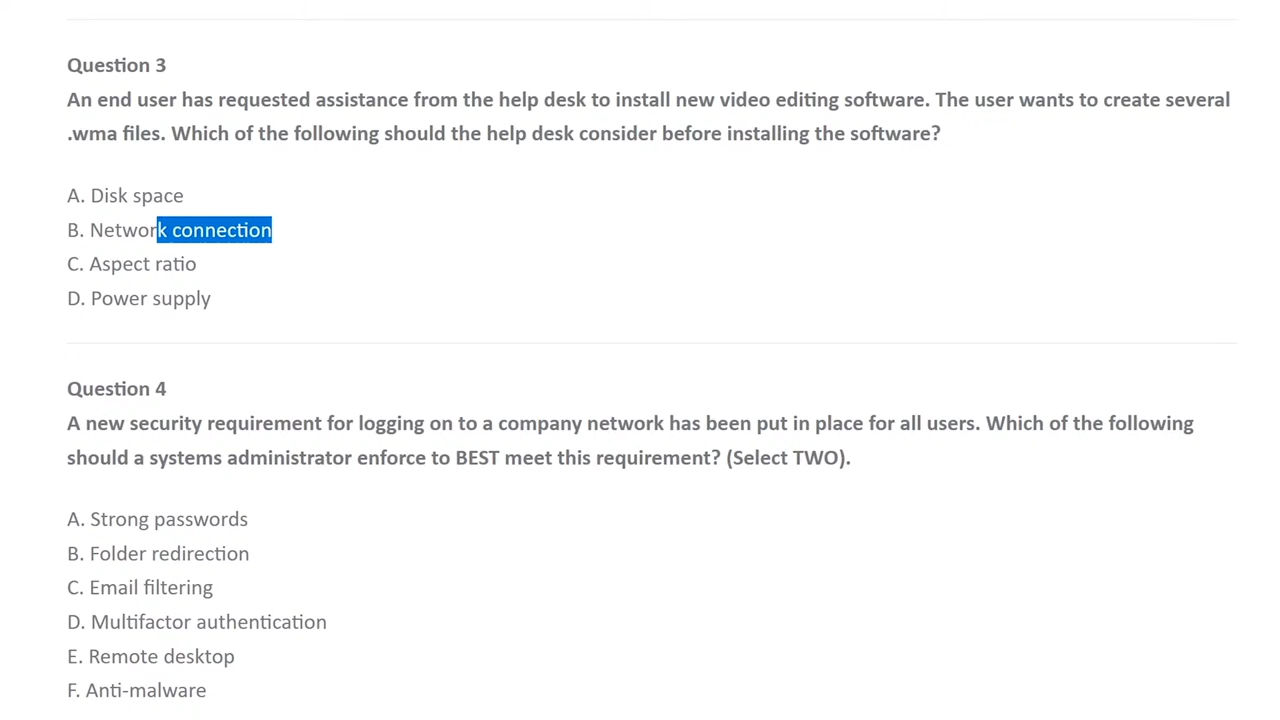 Question 3
An end user has requested assistance from the help desk to install new video editing software. The user wants to create several
.wma files. Which of the following should the help desk consider before installing the software?
A. Disk space
B. Network connection
C. Aspect ratio
D. Power supply
Question 4
A new security requirement for logging on to a company network has been put in place for all users. Which of the following
should a systems administrator enforce to BEST meet this requirement? (Select TWO).
A. Strong passwords
B. Folder redirection
C. Email filtering
D. Multifactor authentication
E. Remote desktop
F. Anti-malware